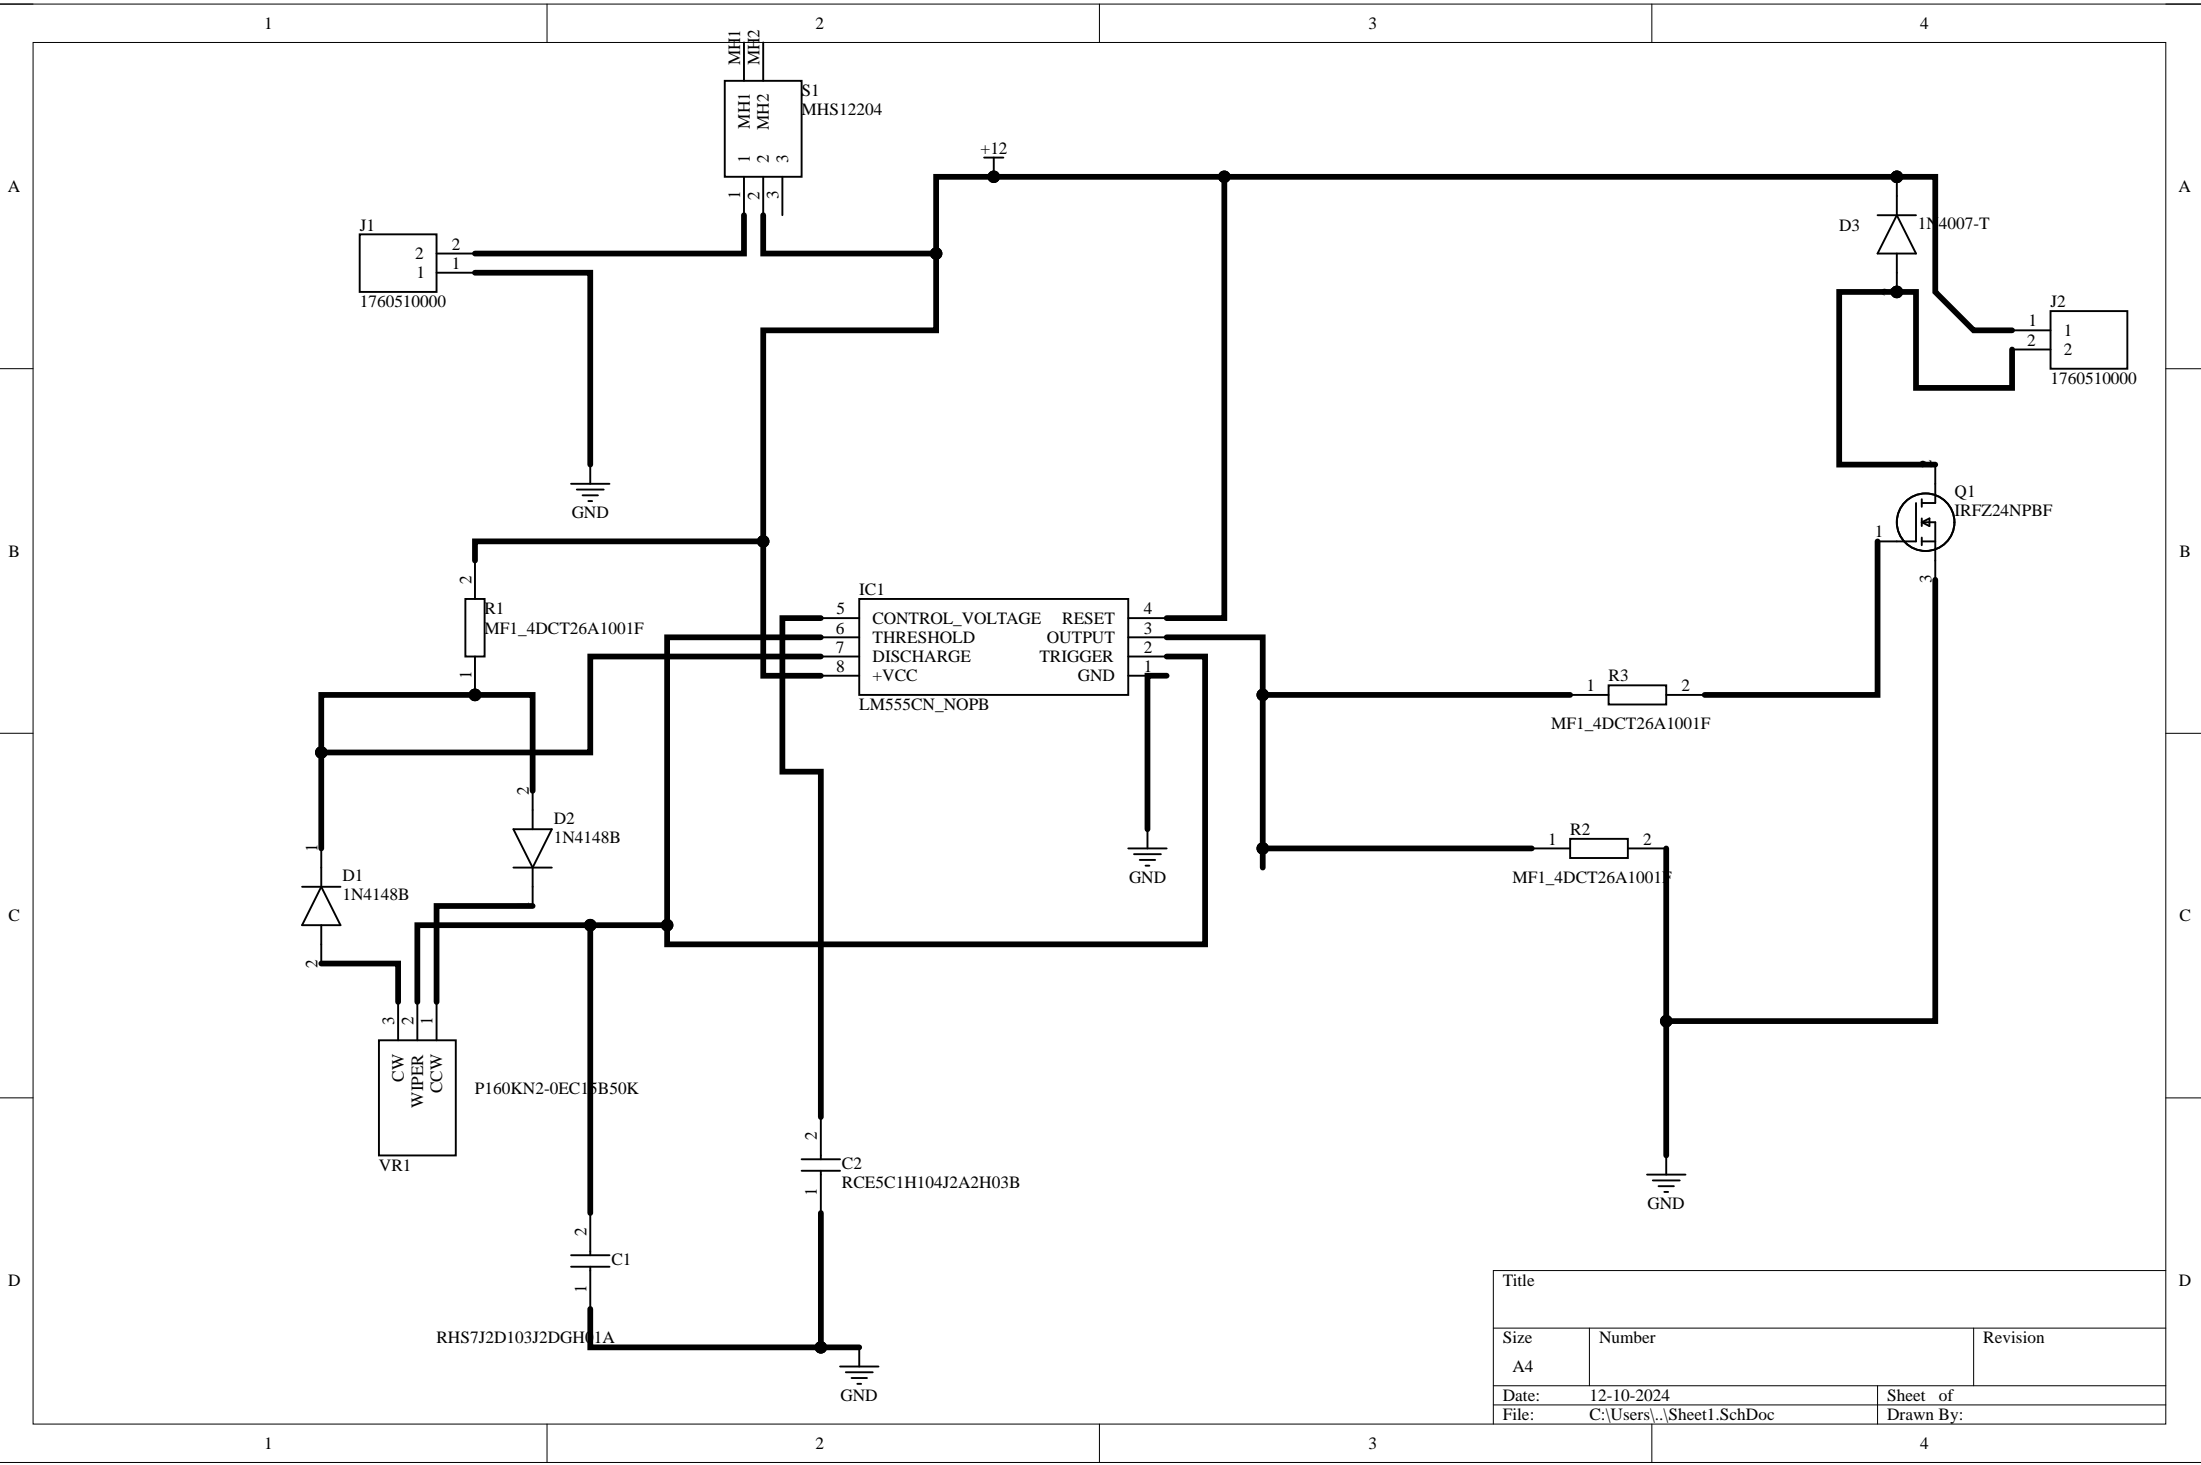 1 2 3 4
A A
B B
C C
D D
1 2 3 4
MH1
MH2
S1
MHS12204
MH1
MH2
1
2
3
1
2
3
+12
J1
2 2
1 1
1760510000
GND
D3
1N4007-T
J2
1 1
2 2
1760510000
2
Q1
IRFZ24NPBF
1
3
2
R1
MF1_4DCT26A1001F
1
IC1
5 CONTROL_VOLTAGE RESET 4
6 THRESHOLD OUTPUT 3
7 DISCHARGE TRIGGER 2
8 +VCC GND 1
LM555CN_NOPB
GND
R3
1 2
MF1_4DCT26A1001F
R2
1 2
MF1_4DCT26A1001F
GND
2
D2
1N4148B
1
D1
1N4148B
2
3
2
1
CW
WIPER
CCW
P160KN2-0EC15B50K
VR1
2
C2
RCE5C1H104J2A2H03B
1
2
C1
1
RHS7J2D103J2DGH01A
GND
Title
Size Number Revision
A4
Date: 12-10-2024 Sheet of
File: C:\Users\..\Sheet1.SchDoc Drawn By: